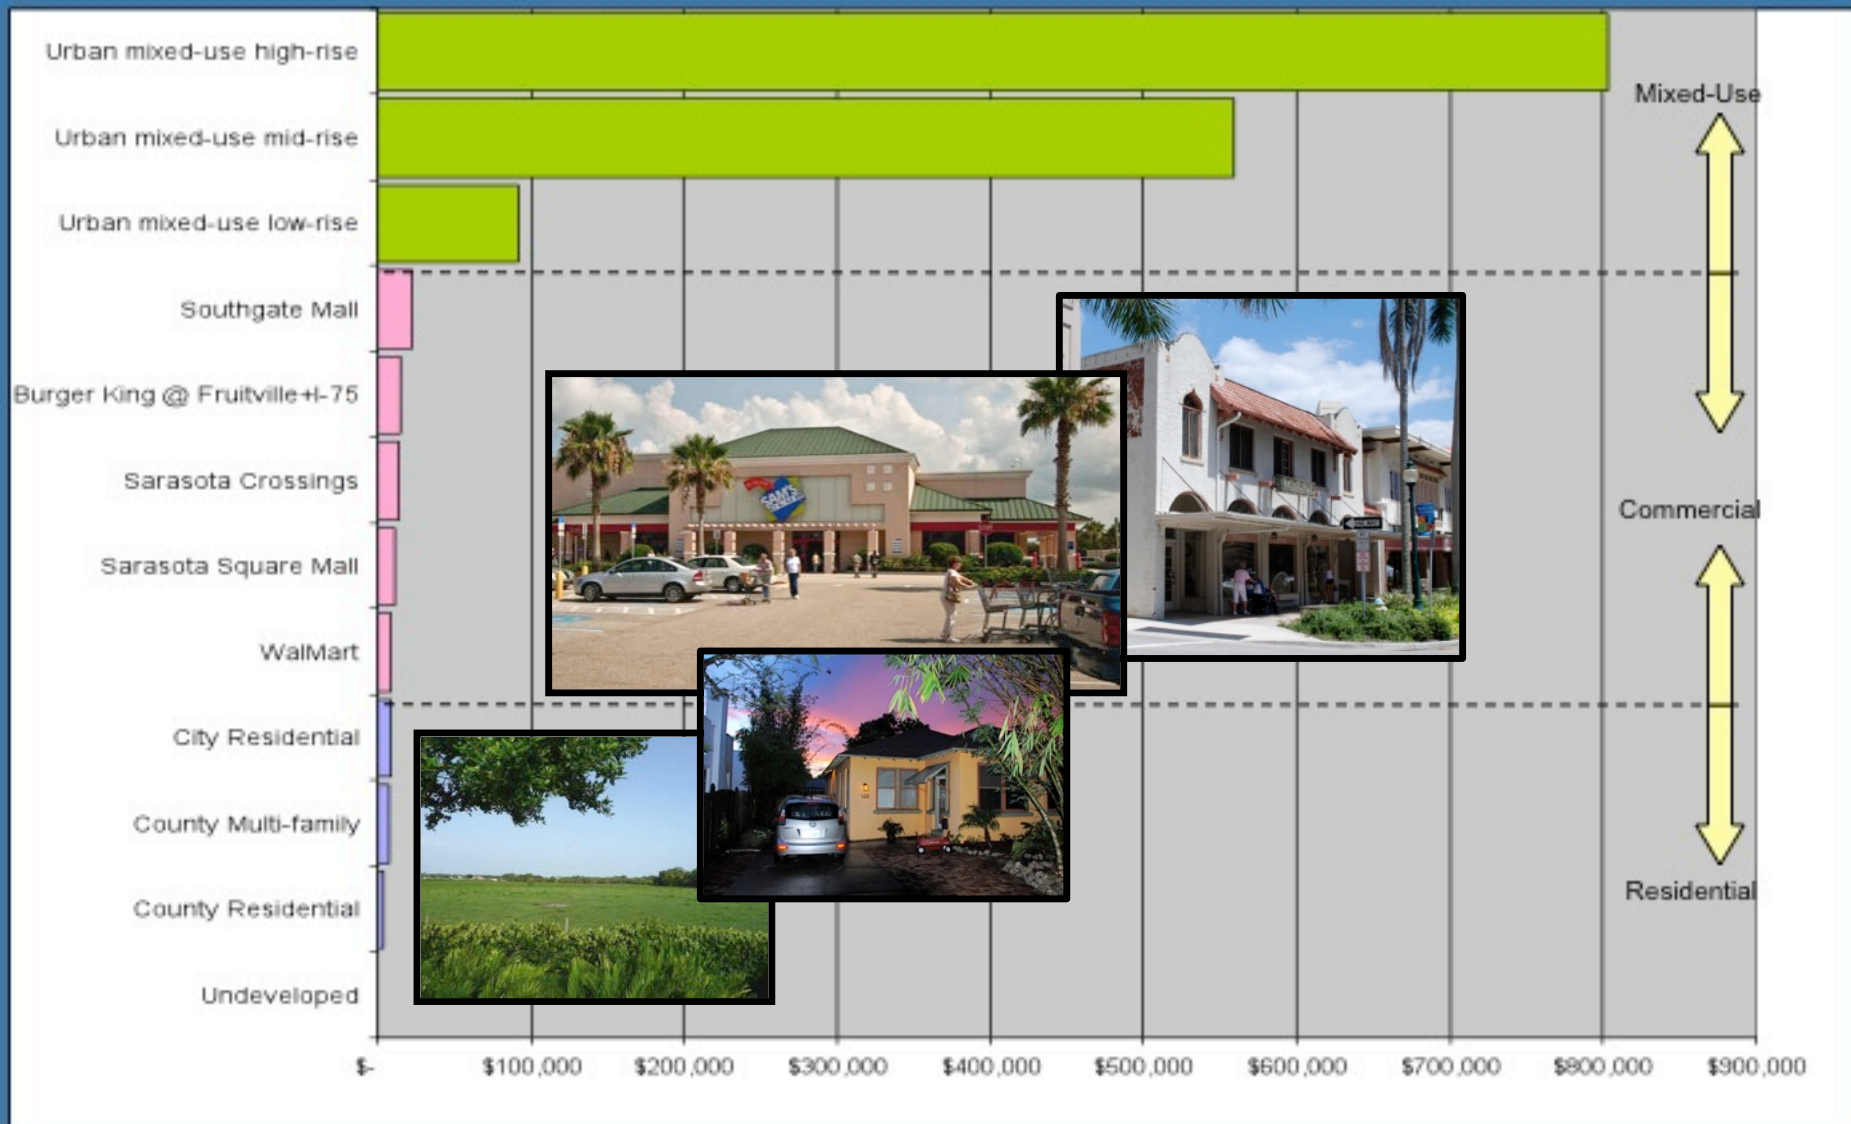 Urban mixed-use high-rise
Mixed-Use
Urban mixed-use mid-rise
Urban mixed-use low-rise
Southgate Mall
Burger King @ Fruitville+I-75
Sarasota Crossings
Commercial
Sarasota Square Mall
WalMart
City Residential
County Multi-family
County Residential
Residential
Undeveloped
$- $100,000 $200,000 $300,000 $400,000 $500,000 $600,000 $700,000 $800,000 $900,000
SAM'S
ONE WAY